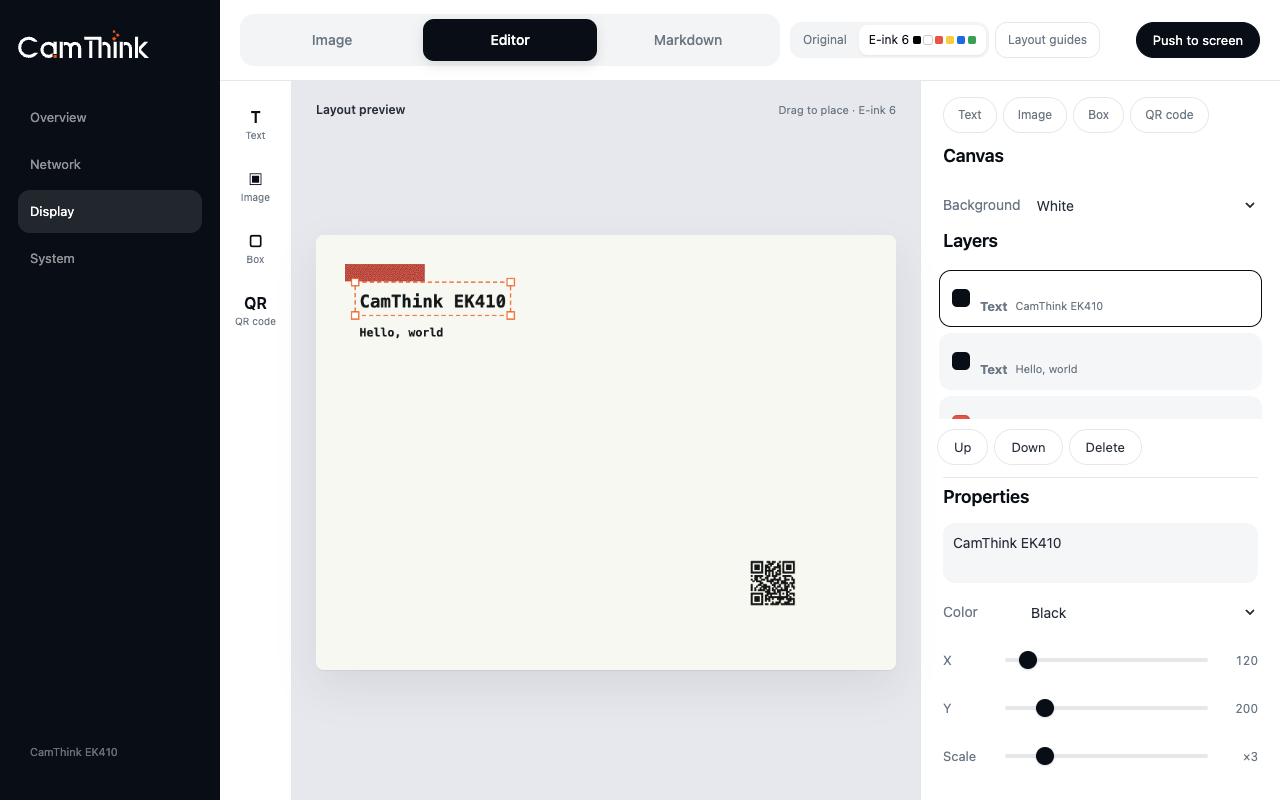 CamThink
Overview
Network
Display
System
CamThink EK410
Image
Editor
Markdown
Original
E-ink 6
Layout guides
Push to screen
T
Text
Image
Box
QR
QR code
Layout preview
Drag to place · E-ink 6
CamThink EK410
Hello, world
Text
Image
Box
QR code
Canvas
Background White
Layers
Text CamThink EK410
Text Hello, world
Up
Down
Delete
Properties
CamThink EK410
Color Black
X 120
Y 200
Scale ×3